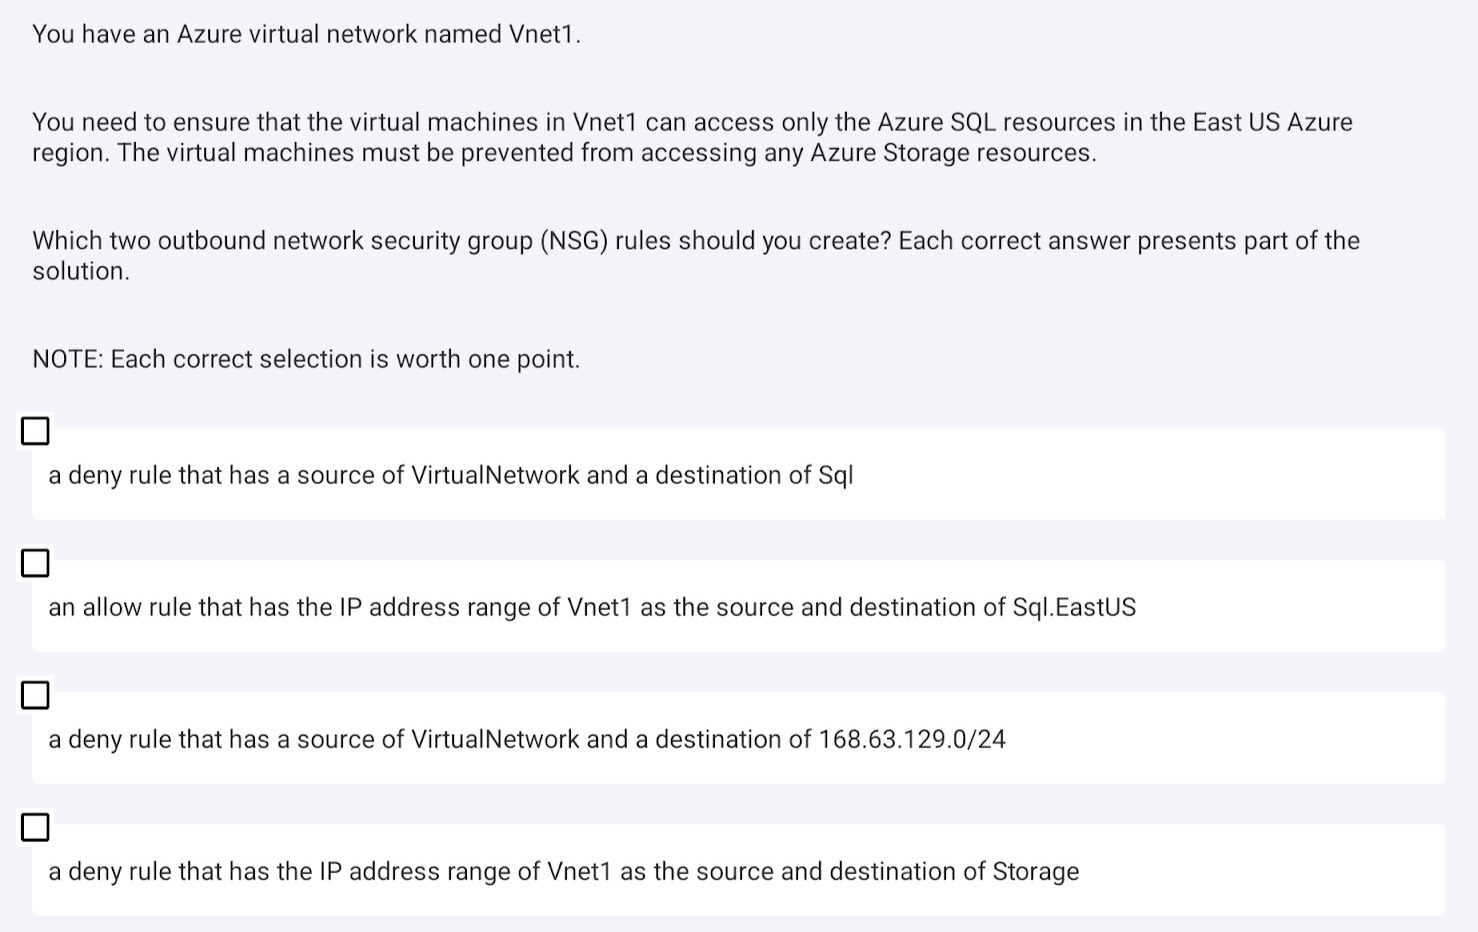 You have an Azure virtual network named Vnet1.
You need to ensure that the virtual machines in Vnet1 can access only the Azure SQL resources in the East US Azure
region. The virtual machines must be prevented from accessing any Azure Storage resources.
Which two outbound network security group (NSG) rules should you create? Each correct answer presents part of the
solution.
NOTE: Each correct selection is worth one point.
a deny rule that has a source of VirtualNetwork and a destination of Sql
an allow rule that has the IP address range of Vnet1 as the source and destination of Sql.EastUS
a deny rule that has a source of VirtualNetwork and a destination of 168.63.129.0/24
a deny rule that has the IP address range of Vnet1 as the source and destination of Storage